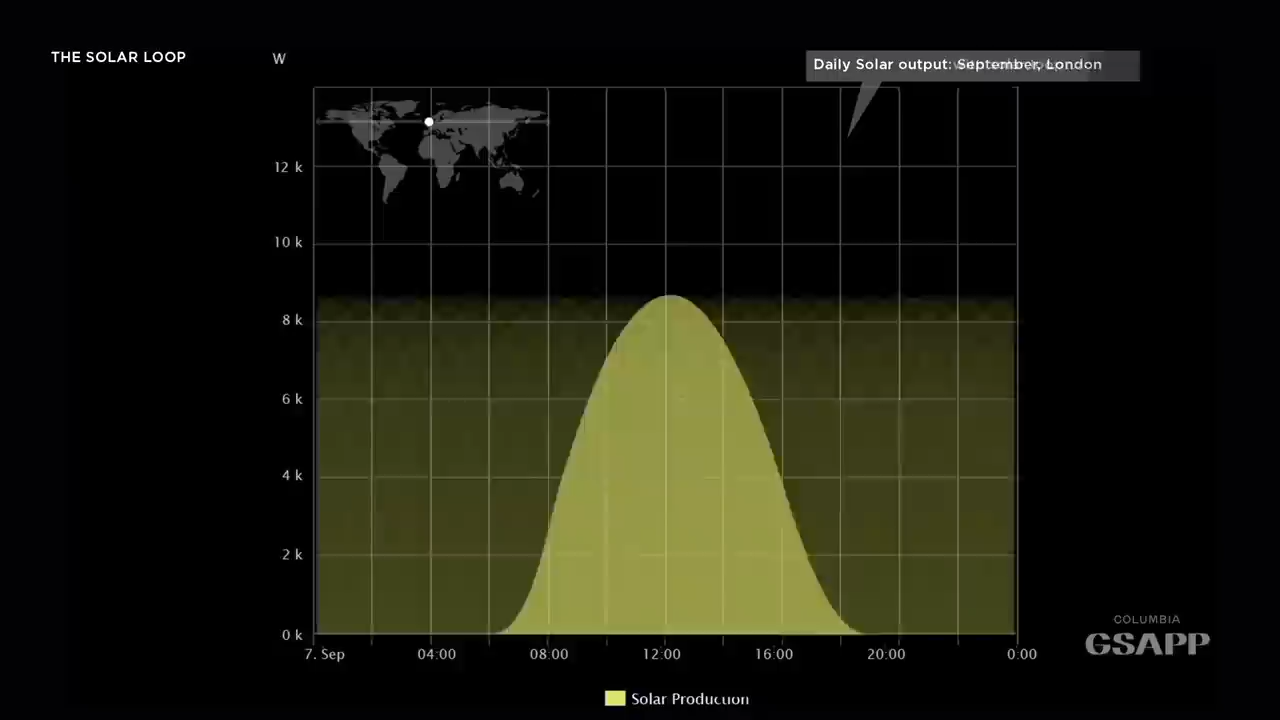 THE SOLAR LOOP
W
Daily Solar output: September, London
12 k
10 k
8 k
6 k
4 k
2 k
0 k
7. Sep 04:00 08:00 12:00 16:00 20:00 0:00
Solar Production
COLUMBIA
GSAPP